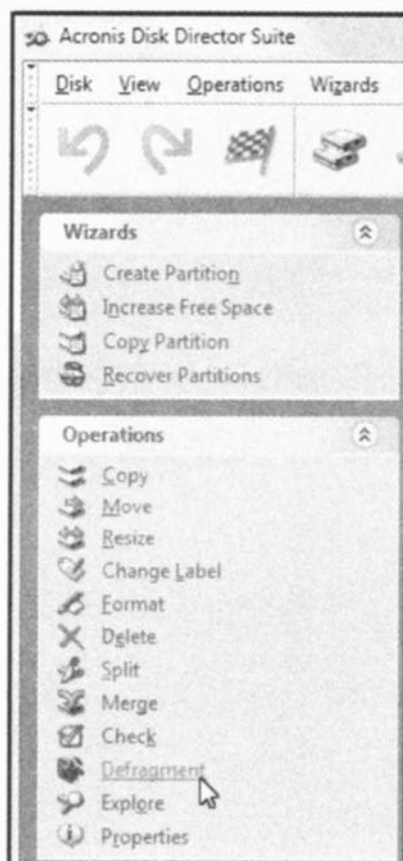 Acronis Disk Director Suite
Disk View Operations Wizards
Wizards
Create Partition
Increase Free Space
Copy Partition
Recover Partitions
Operations
Copy
Move
Resize
Change Label
Format
Delete
Split
Merge
Check
Defragment
Explore
Properties